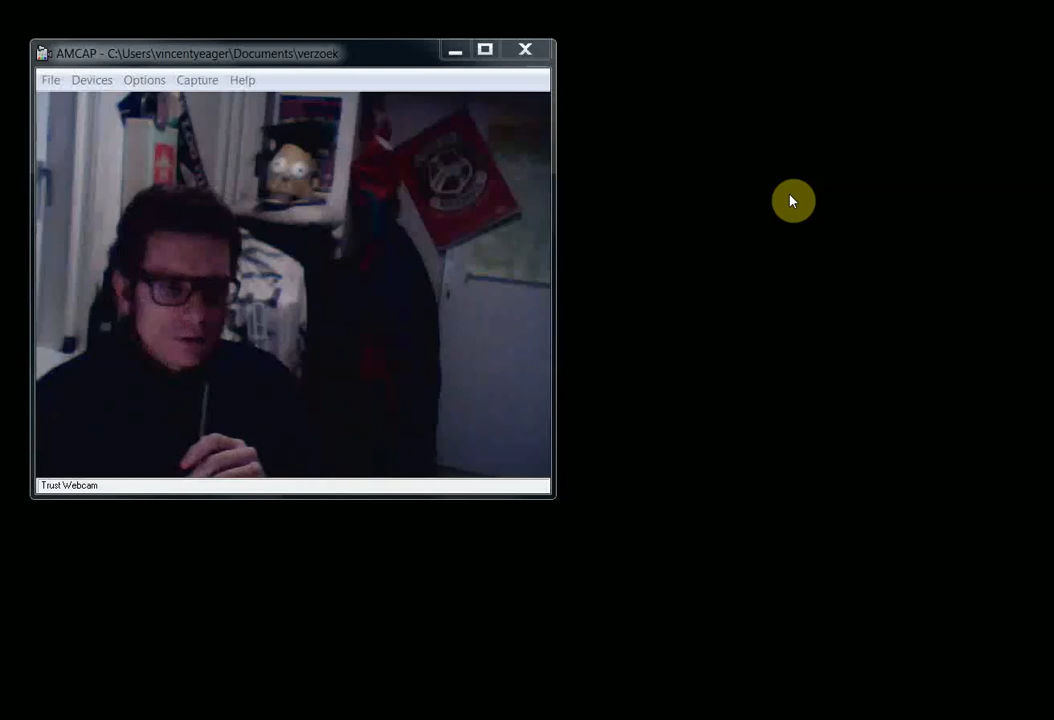 AMCAP - C:\Users\vincentyeager\Documents\verzoek
File Devices Options Capture Help
Trust Webcam